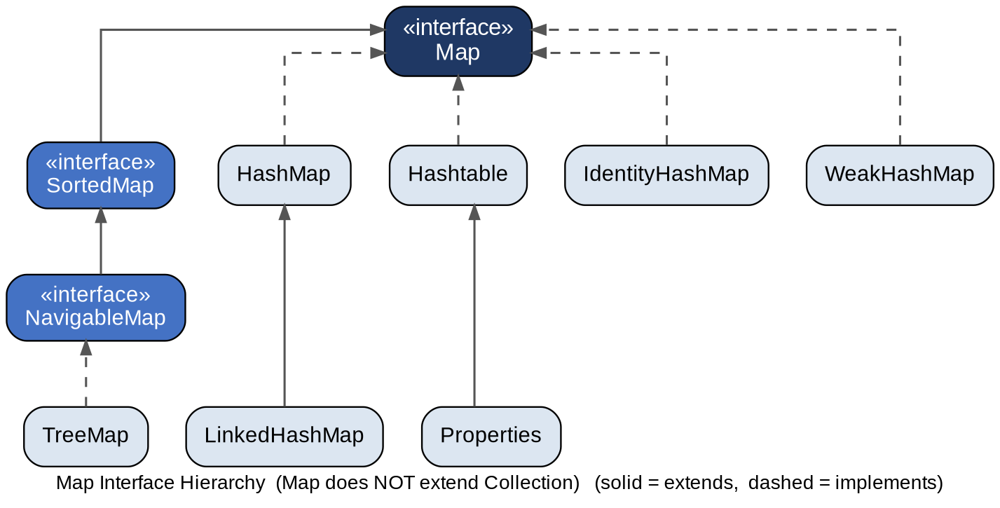 «interface»
Map
«interface»
SortedMap
HashMap
Hashtable
IdentityHashMap
WeakHashMap
«interface»
NavigableMap
TreeMap
LinkedHashMap
Properties
Map Interface Hierarchy  (Map does NOT extend Collection)   (solid = extends,  dashed = implements)